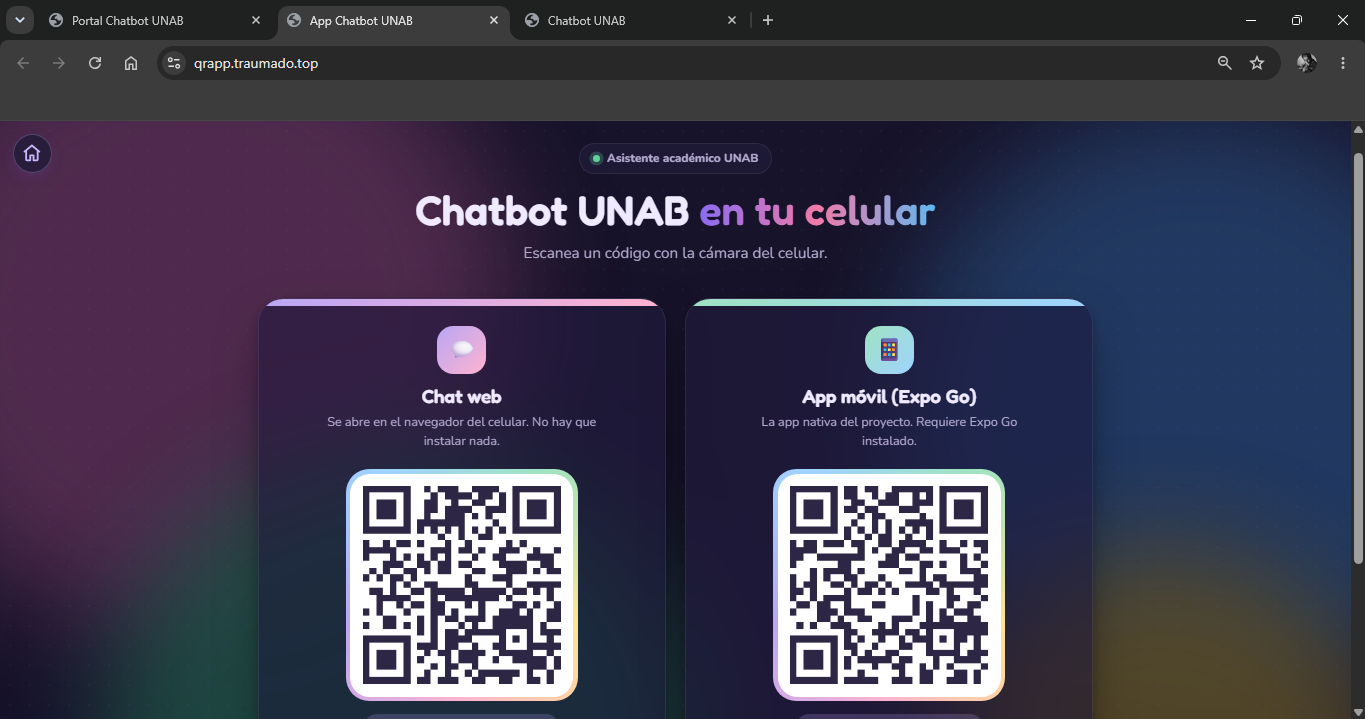 Portal Chatbot UNAB
App Chatbot UNAB
Chatbot UNAB
qrapp.traumado.top
Asistente académico UNAB
Chatbot UNAB en tu celular
Escanea un código con la cámara del celular.
Chat web
Se abre en el navegador del celular. No hay que
instalar nada.
App móvil (Expo Go)
La app nativa del proyecto. Requiere Expo Go
instalado.